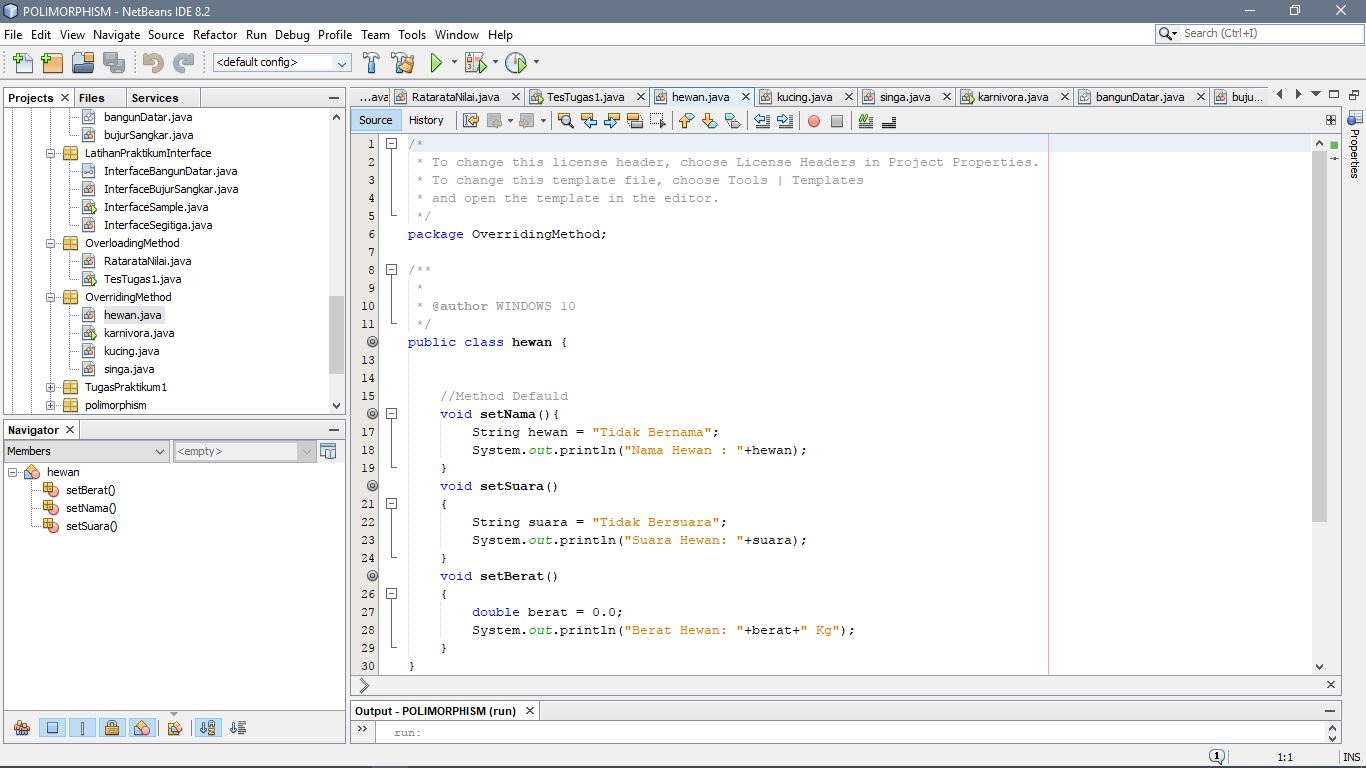 POLIMORPHISM - NetBeans IDE 8.2
File Edit View Navigate Source Refactor Run Debug Profile Team Tools Window Help
Search (Ctrl+I)
<default config>
Projects Files Services
bangunDatar.java
bujurSangkar.java
LatihanPraktikumInterface
InterfaceBangunDatar.java
InterfaceBujurSangkar.java
InterfaceSample.java
InterfaceSegitiga.java
OverloadingMethod
RatarataNilai.java
TesTugas1.java
OverridingMethod
hewan.java
karnivora.java
kucing.java
singa.java
TugasPraktikum1
polimorphism
Navigator
Members
<empty>
hewan
setBerat()
setNama()
setSuara()
...ava RatarataNilai.java TesTugas1.java hewan.java kucing.java singa.java karnivora.java bangunDatar.java buju...
Source History
1 /*
2 * To change this license header, choose License Headers in Project Properties.
3 * To change this template file, choose Tools | Templates
4 * and open the template in the editor.
5 */
6 package OverridingMethod;
7
8 /**
9 *
10 * @author WINDOWS 10
11 */
public class hewan {
13
14
15 //Method Defauld
void setNama(){
17 String hewan = "Tidak Bernama";
18 System.out.println("Nama Hewan : "+hewan);
19 }
void setSuara()
21 {
22 String suara = "Tidak Bersuara";
23 System.out.println("Suara Hewan: "+suara);
24 }
void setBerat()
26 {
27 double berat = 0.0;
28 System.out.println("Berat Hewan: "+berat+" Kg");
29 }
30 }
Properties
Output - POLIMORPHISM (run)
run:
1
1:1
INS